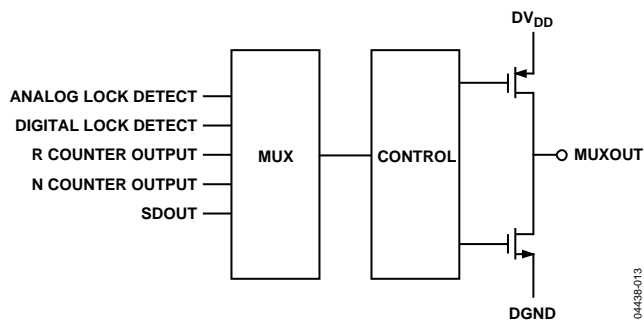 DVDD
ANALOG LOCK DETECT
DIGITAL LOCK DETECT
R COUNTER OUTPUT
N COUNTER OUTPUT
SDOUT
MUX
CONTROL
MUXOUT
DGND
04438-013